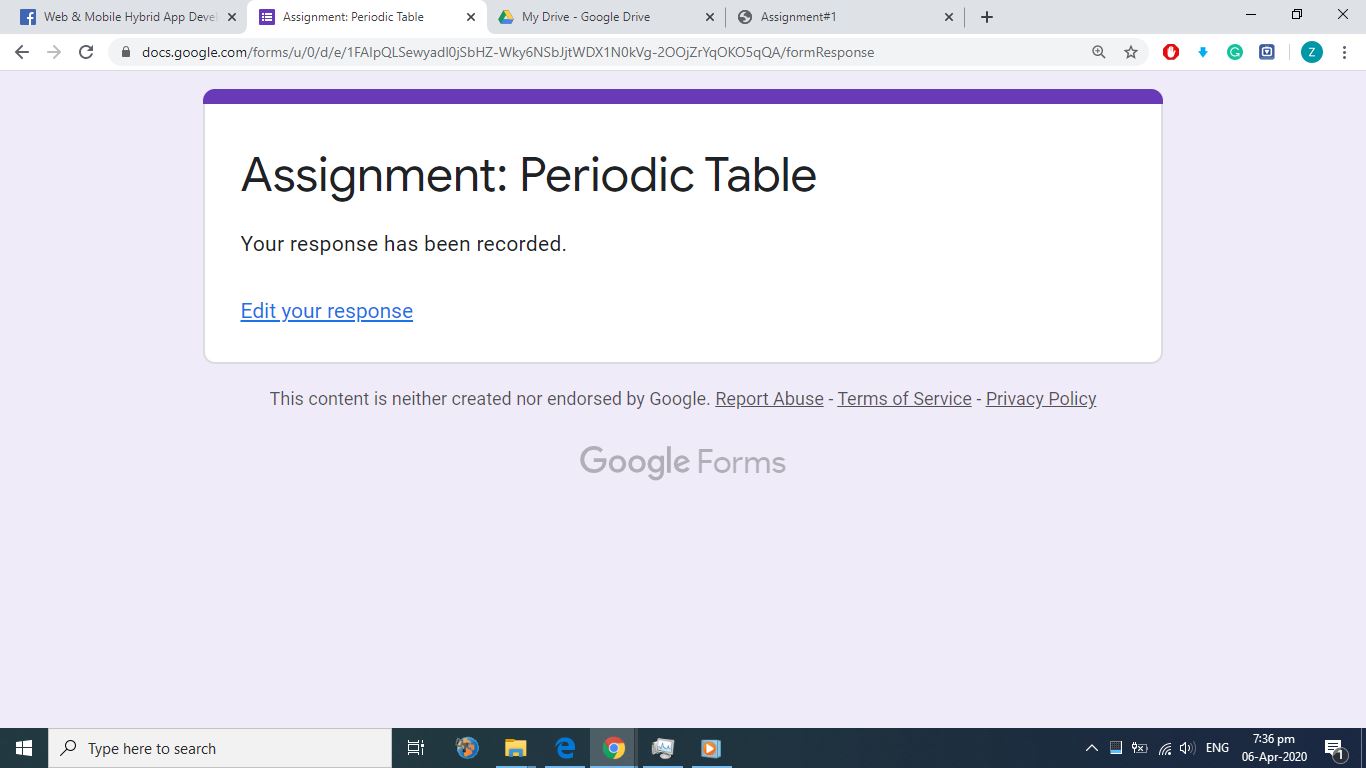 Web & Mobile Hybrid App Devel
Assignment: Periodic Table
My Drive - Google Drive
Assignment#1
docs.google.com/forms/u/0/d/e/1FAIpQLSewyadI0jSbHZ-Wky6NSbJjtWDX1N0kVg-2OOjZrYqOKO5qQA/formResponse
Z
Assignment: Periodic Table
Your response has been recorded.
Edit your response
This content is neither created nor endorsed by Google. Report Abuse - Terms of Service - Privacy Policy
Google Forms
Type here to search
ENG
7:36 pm
06-Apr-2020
1